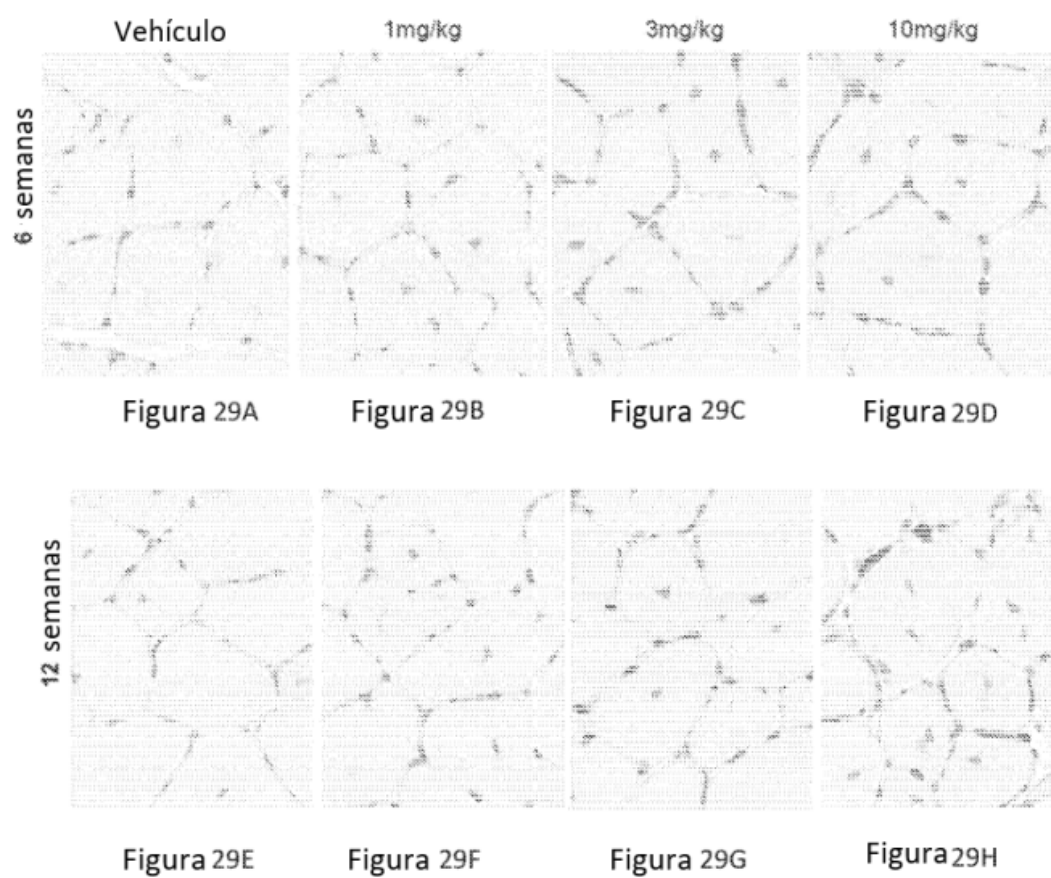 Vehículo 1mg/kg 3mg/kg 10mg/kg
6 semanas
Figura 29A Figura 29B Figura 29C Figura 29D
12 semanas
Figura 29E Figura 29F Figura 29G Figura 29H